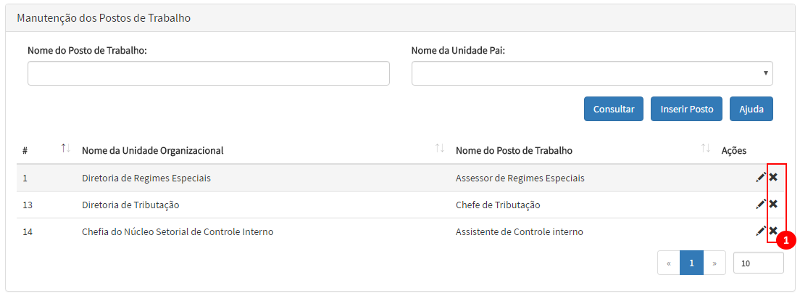 Manutenção dos Postos de Trabalho
Nome do Posto de Trabalho: Nome da Unidade Pai:
Consultar Inserir Posto Ajuda
# Nome da Unidade Organizacional Nome do Posto de Trabalho Ações
1 Diretoria de Regimes Especiais Assessor de Regimes Especiais
13 Diretoria de Tributação Chefe de Tributação
14 Chefia do Núcleo Setorial de Controle Interno Assistente de Controle interno
1
« 1 » 10